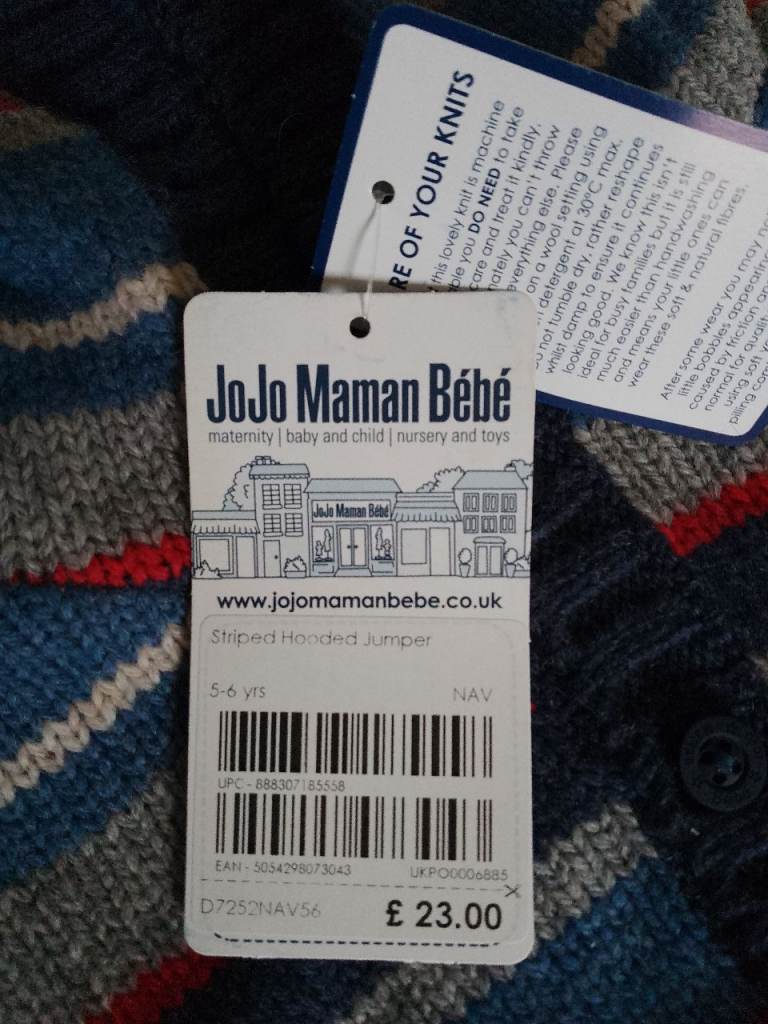 JoJo Maman Bébé
maternity | baby and child | nursery and toys
JoJo Maman Bébé
www.jojomamanbebe.co.uk
Striped Hooded Jumper
5-6 yrs NAV
UPC - 888307185558
EAN - 5054298073043 UKPO0006885
D7252NAV56 £ 23.00
RE OF YOUR KNITS
this lovely knit is machine
you DO NEED to take
care and treat it kindly.
you can't throw
everything else. Please
on a wool setting using
detergent at 30°C max.
not tumble dry, rather reshape
whilst damp to ensure it continues
looking good. We know this isn't
ideal for busy families but it is still
much easier than handwashing
and means your little ones can
wear these soft & natural fibres.
After some wear you may
little bobbles appearing
caused by friction
normal for
using soft
pilling